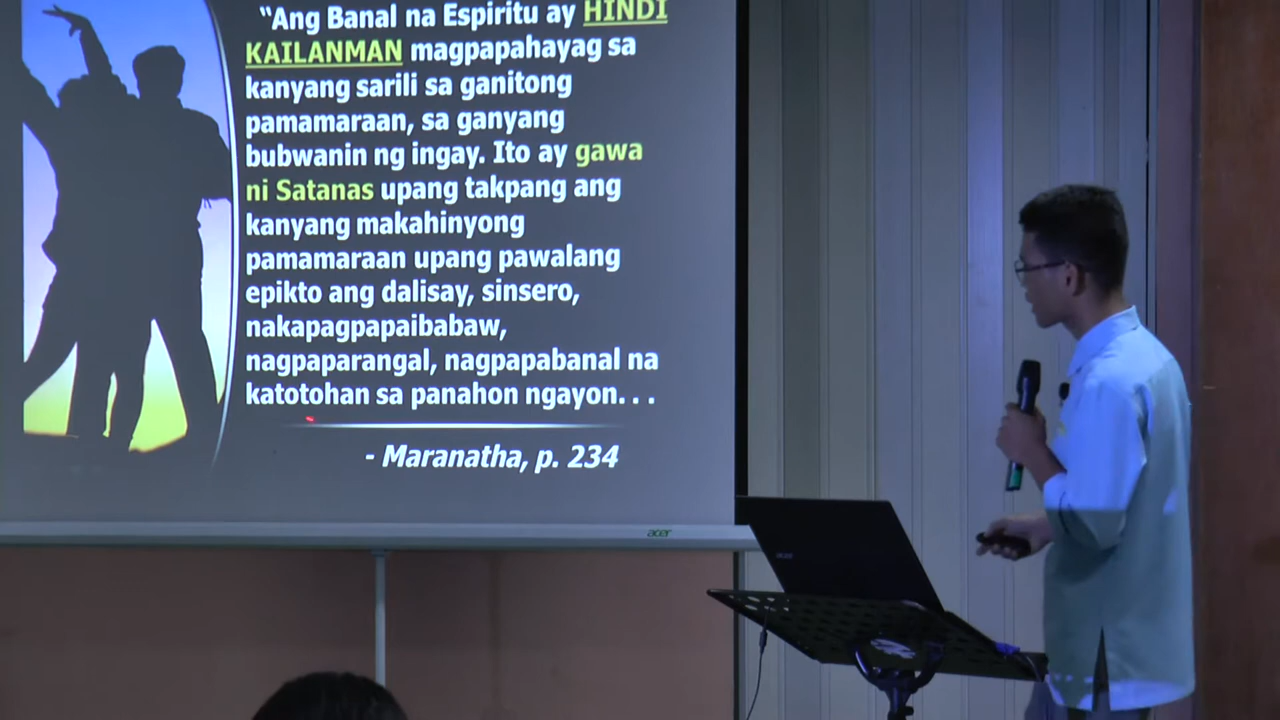 “Ang Banal na Espiritu ay HINDI
KAILANMAN magpapahayag sa
kanyang sarili sa ganitong
pamamaraan, sa ganyang
bubwanin ng ingay. Ito ay gawa
ni Satanas upang takpang ang
kanyang makahinyong
pamamaraan upang pawalang
epikto ang dalisay, sinsero,
nakapagpapaibabaw,
nagpaparangal, nagpapabanal na
katotohan sa panahon ngayon. . .
- Maranatha, p. 234
acer
acer